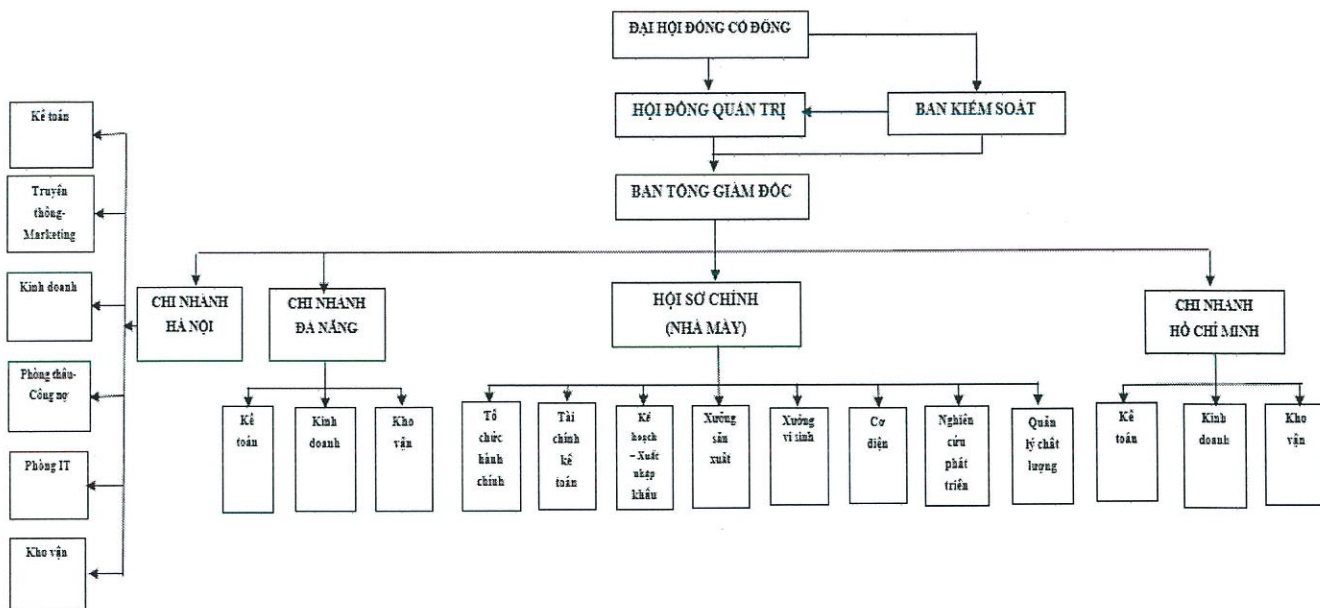 ĐẠI HỘI ĐỒNG CỔ ĐÔNG
HỘI ĐỒNG QUẢN TRỊ
BAN KIỂM SOÁT
BAN TỔNG GIÁM ĐỐC
CHI NHÁNH
HÀ NỘI
Kế toán
Truyền
thông-
Marketing
Kinh doanh
Phòng thầu-
Công nợ
Phòng IT
Kho vận
CHI NHÁNH
ĐÀ NẴNG
Kế
toán
Kinh
doanh
Kho
vận
HỘI SỞ CHÍNH
(NHÀ MÁY)
Tổ
chức
hành
chính
Tài
chính
kế
toán
Kế
hoạch
– Xuất
nhập
khẩu
Xưởng
sản
xuất
Xưởng
vi sinh
Cơ
điện
Nghiên
cứu
phát
triển
Quản
lý chất
lượng
CHI NHÁNH
HỒ CHÍ MINH
Kế
toán
Kinh
doanh
Kho
vận